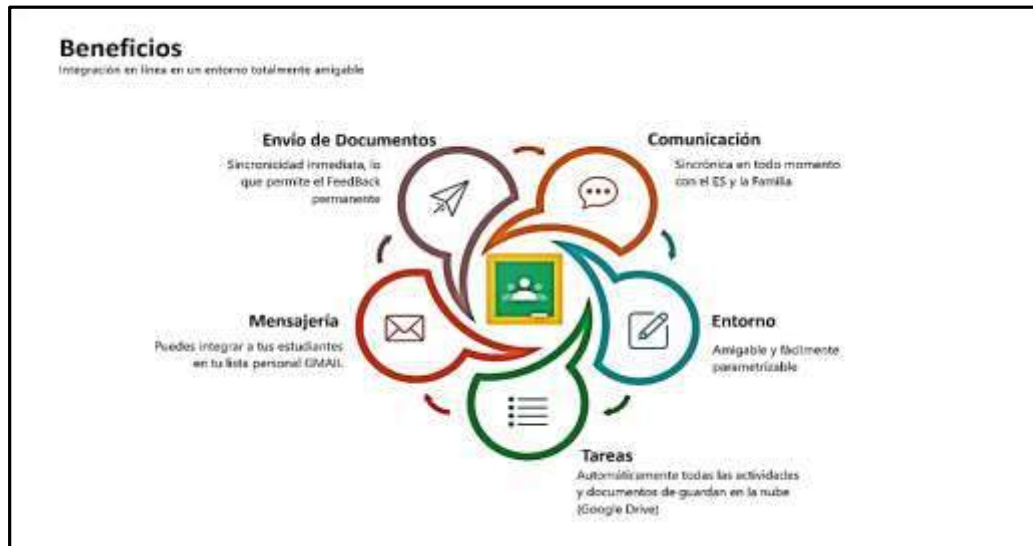 Beneficios
Integración en línea en un entorno totalmente amigable
Envío de Documentos
Sincronicidad inmediata, lo
que permite el FeedBack
permanente
Comunicación
Sincrónica en todo momento
con el ES y la Familia
Mensajería
Puedes integrar a tus estudiantes
en tu lista personal GMAIL
Entorno
Amigable y fácilmente
parametrizable
Tareas
Automáticamente todas las actividades
y documentos de guardan en la nube
(Google Drive)